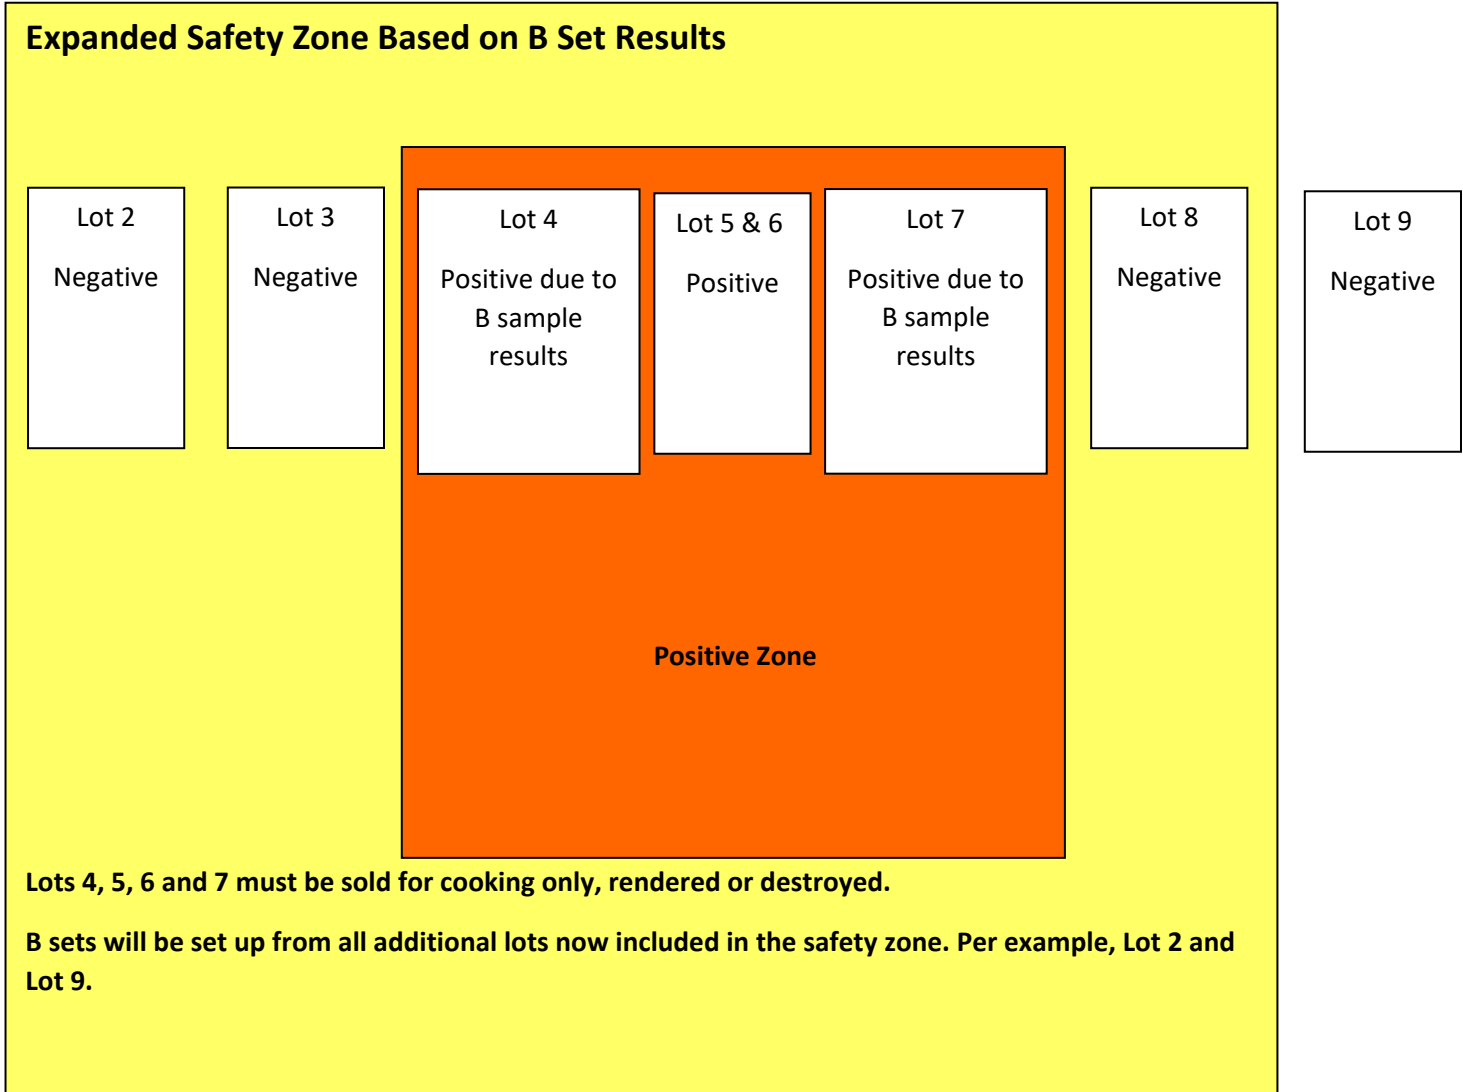 Expanded Safety Zone Based on B Set Results
Lot 2
Negative
Lot 3
Negative
Lot 4
Positive due to
B sample
results
Lot 5 & 6
Positive
Lot 7
Positive due to
B sample
results
Lot 8
Negative
Lot 9
Negative
Positive Zone
Lots 4, 5, 6 and 7 must be sold for cooking only, rendered or destroyed.
B sets will be set up from all additional lots now included in the safety zone. Per example, Lot 2 and
Lot 9.